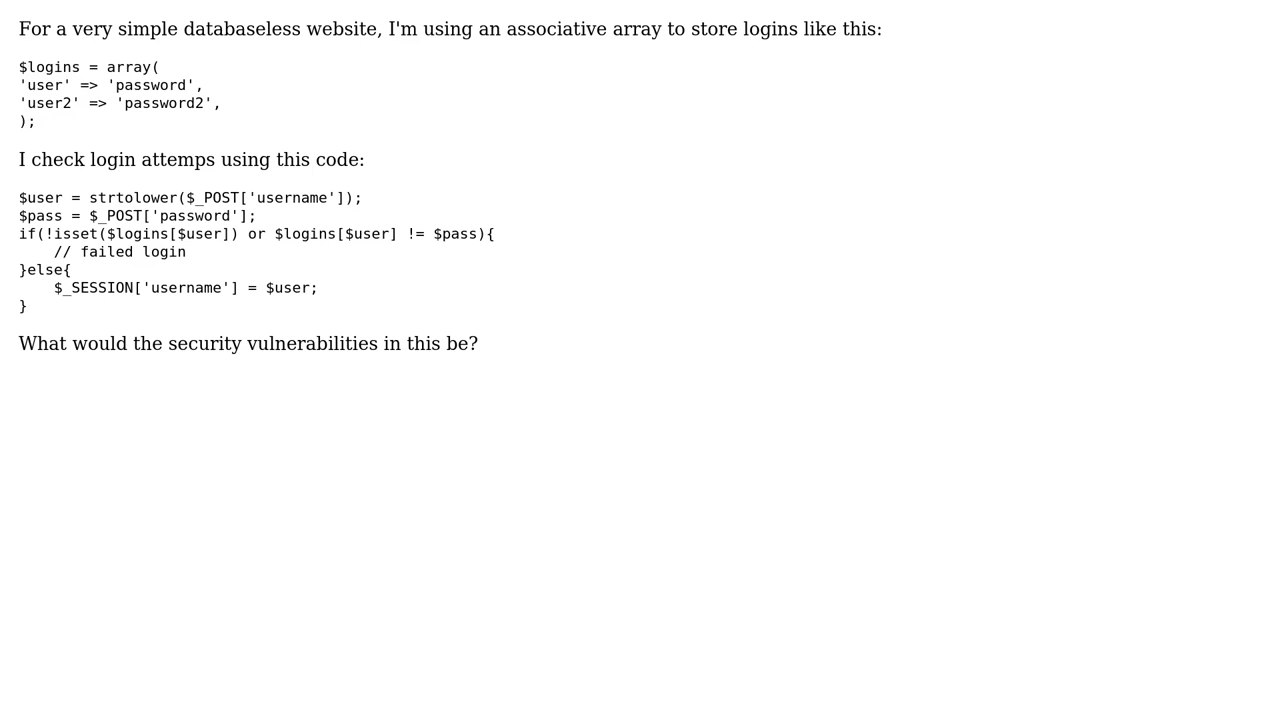 For a very simple databaseless website, I'm using an associative array to store logins like this:
$logins = array(
'user' => 'password',
'user2' => 'password2',
);
I check login attemps using this code:
$user = strtolower($_POST['username']);
$pass = $_POST['password'];
if(!isset($logins[$user]) or $logins[$user] != $pass){
    // failed login
}else{
    $_SESSION['username'] = $user;
}
What would the security vulnerabilities in this be?